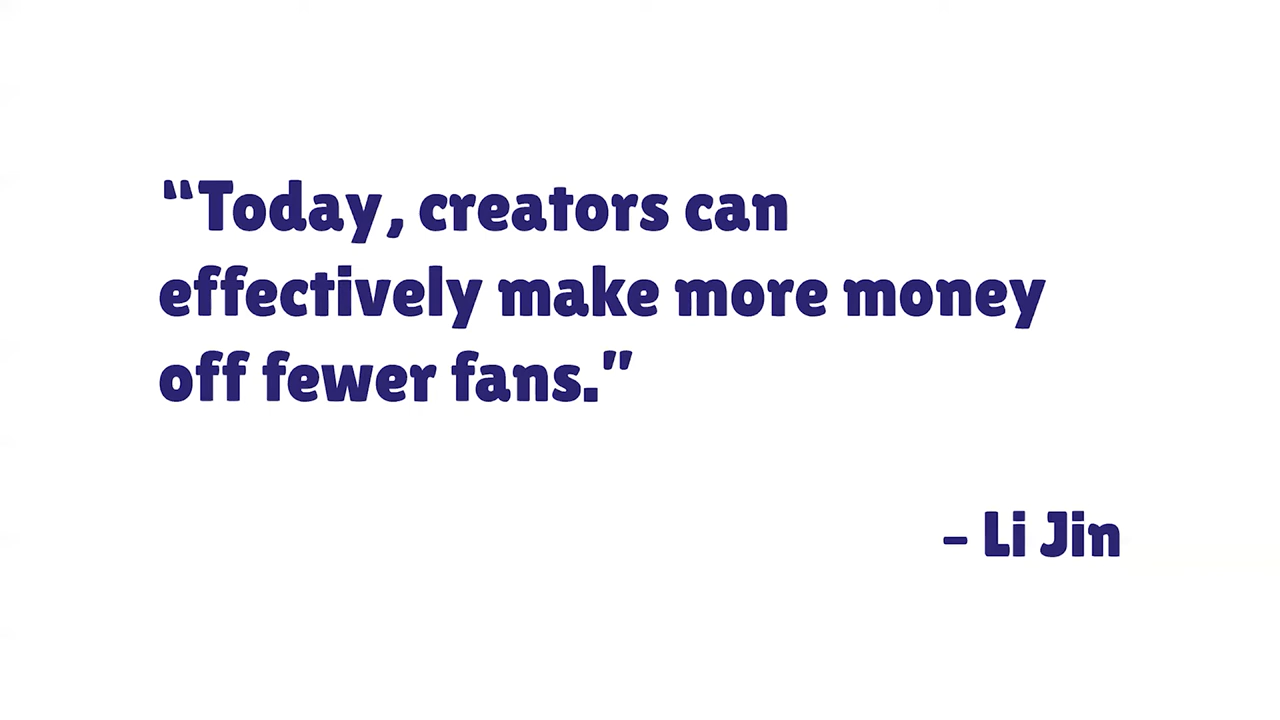 “Today, creators can
effectively make more money
off fewer fans.”
– Li Jin